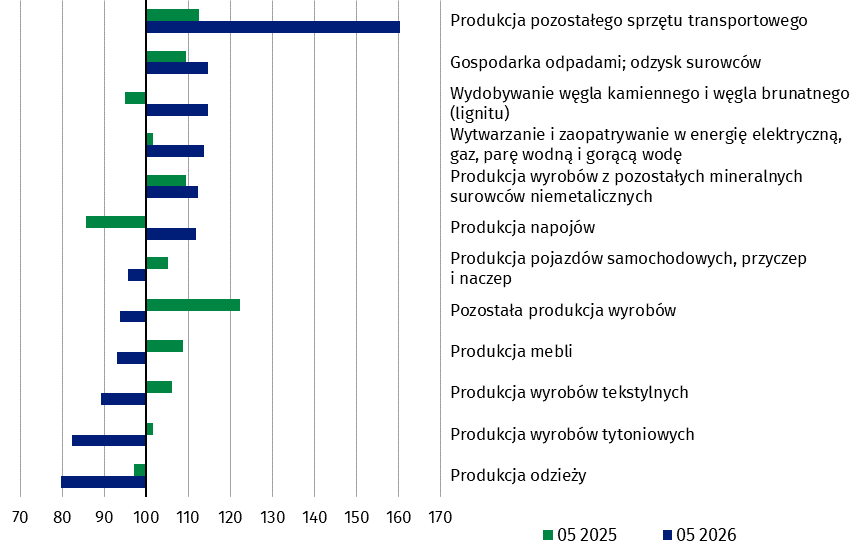 Produkcja pozostałego sprzętu transportowego
Gospodarka odpadami; odzysk surowców
Wydobywanie węgla kamiennego i węgla brunatnego
(lignitu)
Wytwarzanie i zaopatrywanie w energię elektryczną,
gaz, parę wodną i gorącą wodę
Produkcja wyrobów z pozostałych mineralnych
surowców niemetalicznych
Produkcja napojów
Produkcja pojazdów samochodowych, przyczep
i naczep
Pozostała produkcja wyrobów
Produkcja mebli
Produkcja wyrobów tekstylnych
Produkcja wyrobów tytoniowych
Produkcja odzieży
70 80 90 100 110 120 130 140 150 160 170
05 2025 05 2026